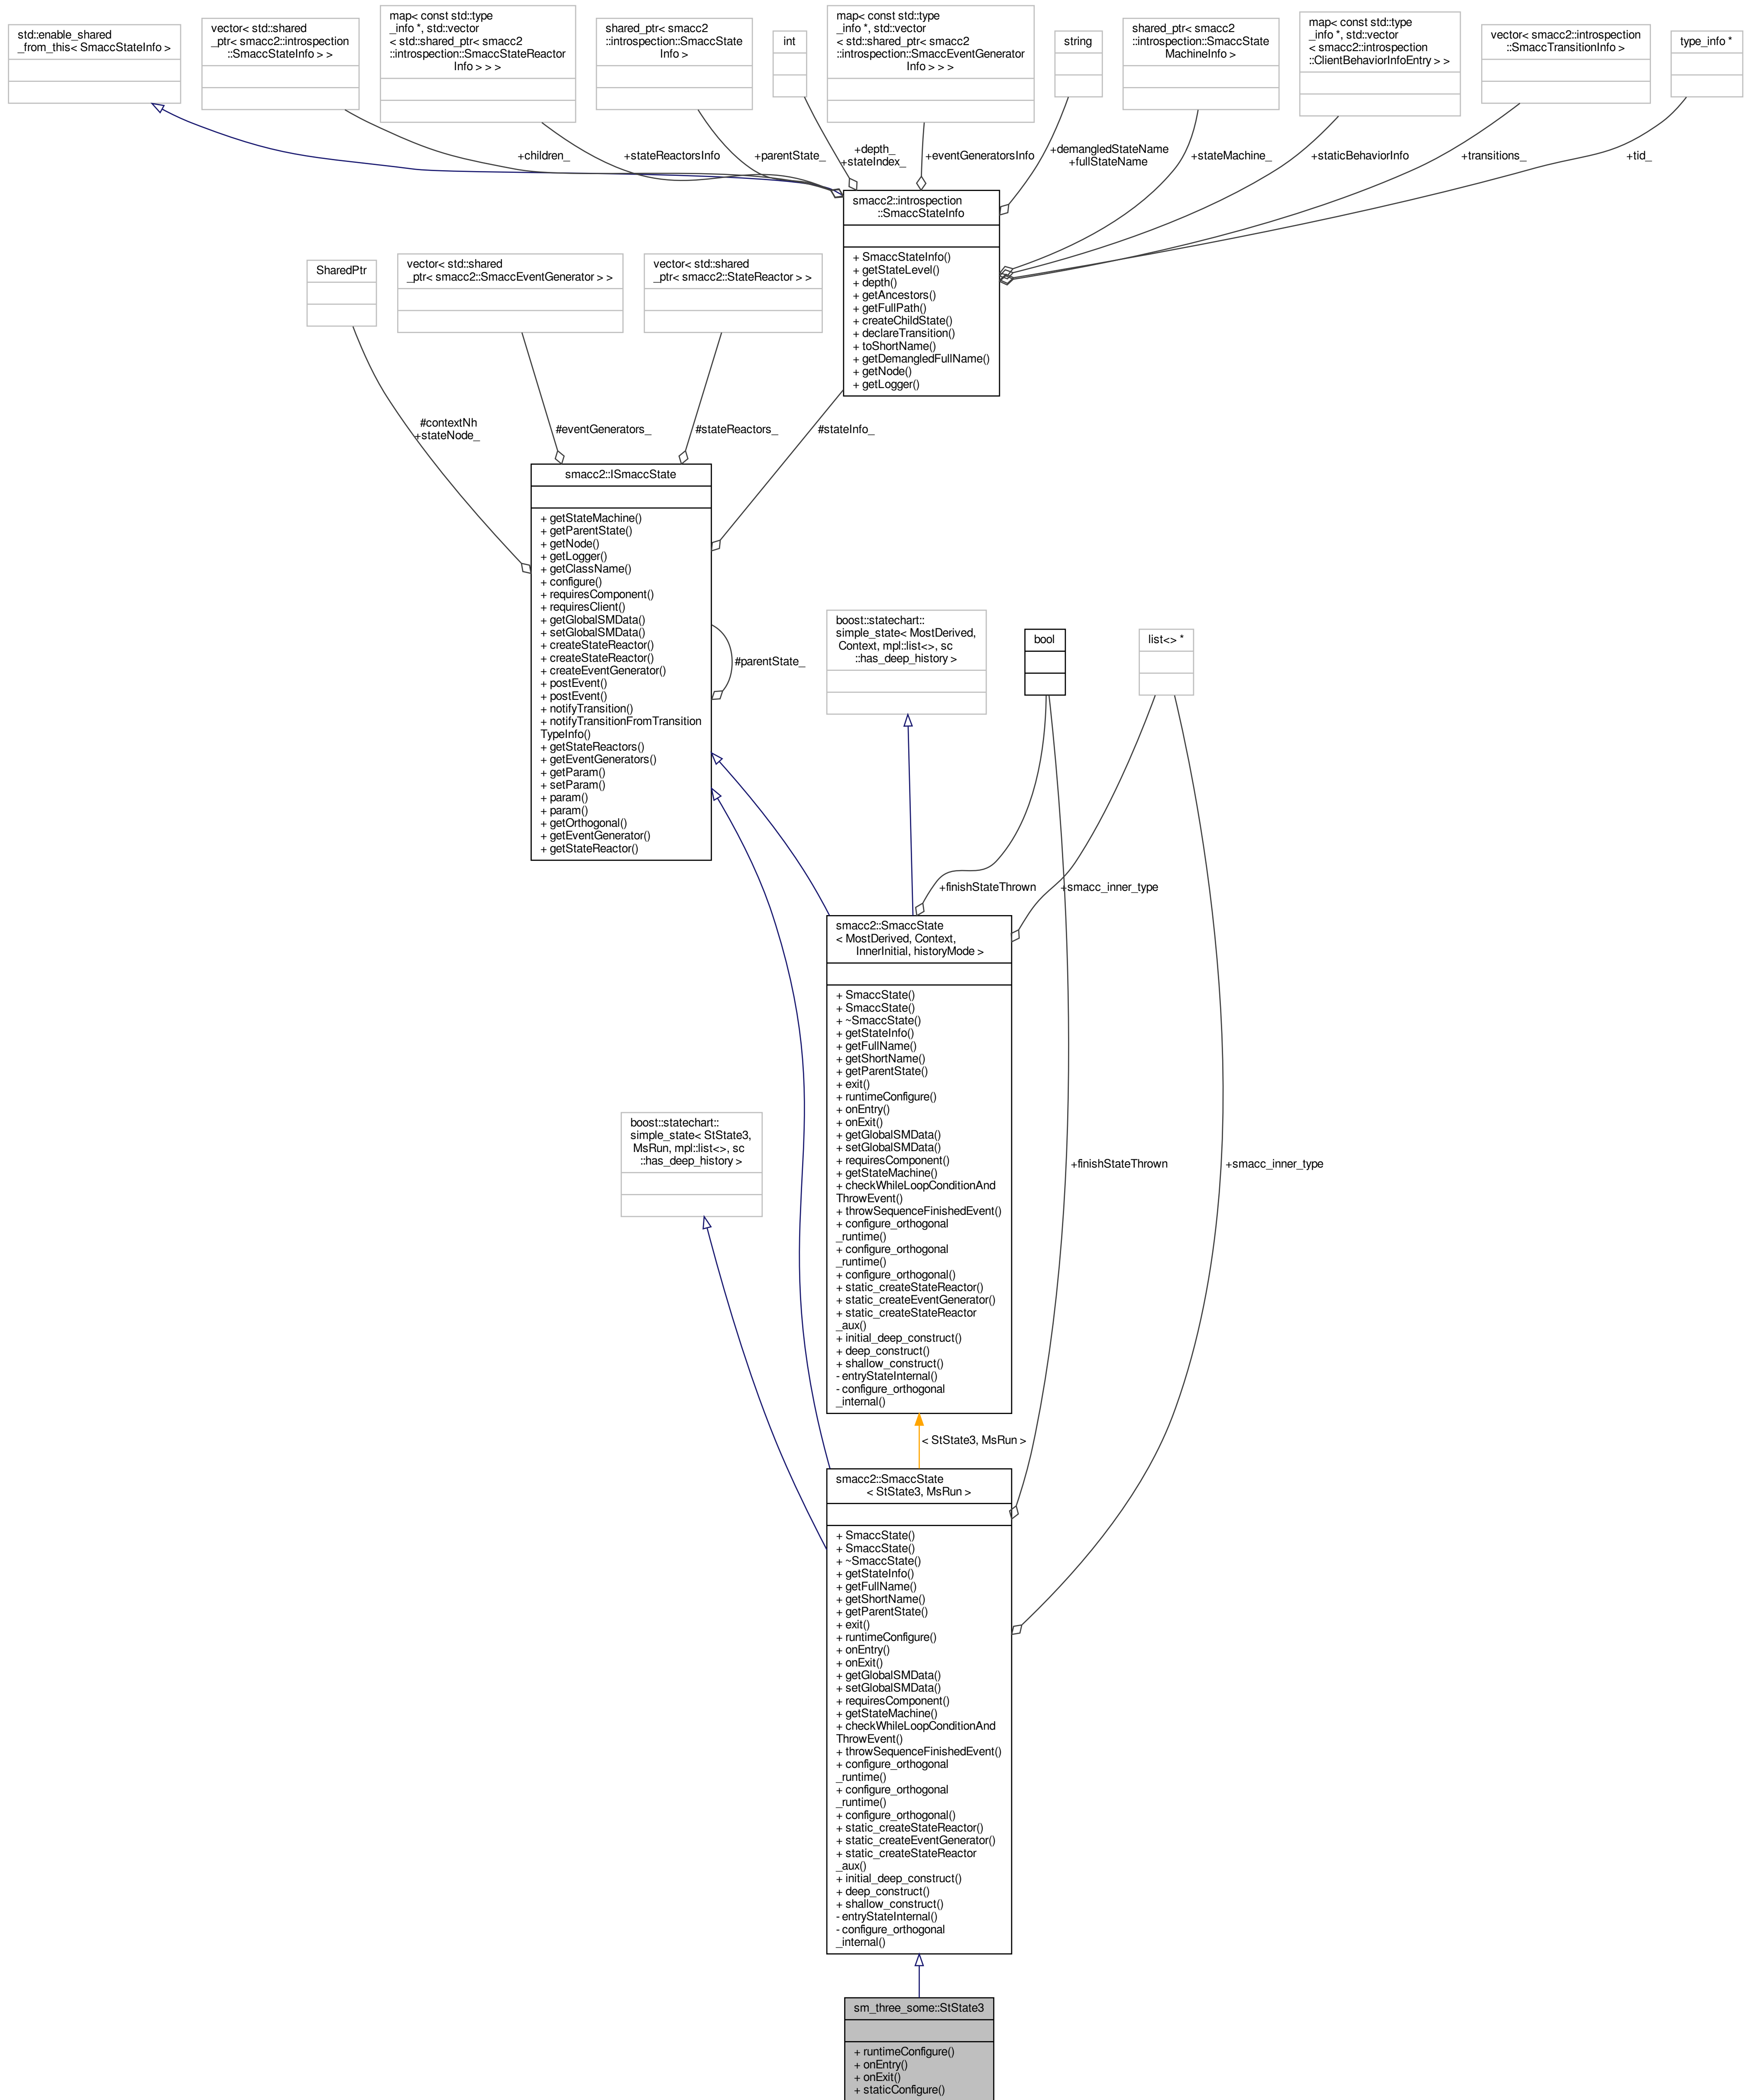 std::enable_shared
_from_this< SmaccStateInfo >
vector< std::shared
_ptr< smacc2::introspection
::SmaccStateInfo > >
map< const std::type
_info *, std::vector
< std::shared_ptr< smacc2
::introspection::SmaccStateReactor
Info > > >
shared_ptr< smacc2
::introspection::SmaccState
Info >
int
map< const std::type
_info *, std::vector
< std::shared_ptr< smacc2
::introspection::SmaccEventGenerator
Info > > >
string
shared_ptr< smacc2
::introspection::SmaccState
MachineInfo >
map< const std::type
_info *, std::vector
< smacc2::introspection
::ClientBehaviorInfoEntry > >
vector< smacc2::introspection
::SmaccTransitionInfo >
type_info *
+children_
+stateReactorsInfo
+parentState_
+depth_
+stateIndex_
+eventGeneratorsInfo
+demangledStateName
+fullStateName
+stateMachine_
+staticBehaviorInfo
+transitions_
+tid_
smacc2::introspection
::SmaccStateInfo
+ SmaccStateInfo()
+ getStateLevel()
+ depth()
+ getAncestors()
+ getFullPath()
+ createChildState()
+ declareTransition()
+ toShortName()
+ getDemangledFullName()
+ getNode()
+ getLogger()
SharedPtr
vector< std::shared
_ptr< smacc2::SmaccEventGenerator > >
vector< std::shared
_ptr< smacc2::StateReactor > >
#contextNh
+stateNode_
#eventGenerators_
#stateReactors_
#stateInfo_
smacc2::ISmaccState
+ getStateMachine()
+ getParentState()
+ getNode()
+ getLogger()
+ getClassName()
+ configure()
+ requiresComponent()
+ requiresClient()
+ getGlobalSMData()
+ setGlobalSMData()
+ createStateReactor()
+ createStateReactor()
+ createEventGenerator()
+ postEvent()
+ postEvent()
+ notifyTransition()
+ notifyTransitionFromTransition
TypeInfo()
+ getStateReactors()
+ getEventGenerators()
+ getParam()
+ setParam()
+ param()
+ param()
+ getOrthogonal()
+ getEventGenerator()
+ getStateReactor()
#parentState_
boost::statechart::
simple_state< MostDerived,
Context, mpl::list<>, sc
::has_deep_history >
bool
list<> *
+finishStateThrown
+smacc_inner_type
smacc2::SmaccState
< MostDerived, Context,
InnerInitial, historyMode >
+ SmaccState()
+ SmaccState()
+ ~SmaccState()
+ getStateInfo()
+ getFullName()
+ getShortName()
+ getParentState()
+ exit()
+ runtimeConfigure()
+ onEntry()
+ onExit()
+ getGlobalSMData()
+ setGlobalSMData()
+ requiresComponent()
+ getStateMachine()
+ checkWhileLoopConditionAnd
ThrowEvent()
+ throwSequenceFinishedEvent()
+ configure_orthogonal
_runtime()
+ configure_orthogonal
_runtime()
+ configure_orthogonal()
+ static_createStateReactor()
+ static_createEventGenerator()
+ static_createStateReactor
_aux()
+ initial_deep_construct()
+ deep_construct()
+ shallow_construct()
- entryStateInternal()
- configure_orthogonal
_internal()
boost::statechart::
simple_state< StState3,
MsRun, mpl::list<>, sc
::has_deep_history >
+finishStateThrown
+smacc_inner_type
< StState3, MsRun >
smacc2::SmaccState
< StState3, MsRun >
+ SmaccState()
+ SmaccState()
+ ~SmaccState()
+ getStateInfo()
+ getFullName()
+ getShortName()
+ getParentState()
+ exit()
+ runtimeConfigure()
+ onEntry()
+ onExit()
+ getGlobalSMData()
+ setGlobalSMData()
+ requiresComponent()
+ getStateMachine()
+ checkWhileLoopConditionAnd
ThrowEvent()
+ throwSequenceFinishedEvent()
+ configure_orthogonal
_runtime()
+ configure_orthogonal
_runtime()
+ configure_orthogonal()
+ static_createStateReactor()
+ static_createEventGenerator()
+ static_createStateReactor
_aux()
+ initial_deep_construct()
+ deep_construct()
+ shallow_construct()
- entryStateInternal()
- configure_orthogonal
_internal()
sm_three_some::StState3
+ runtimeConfigure()
+ onEntry()
+ onExit()
+ staticConfigure()